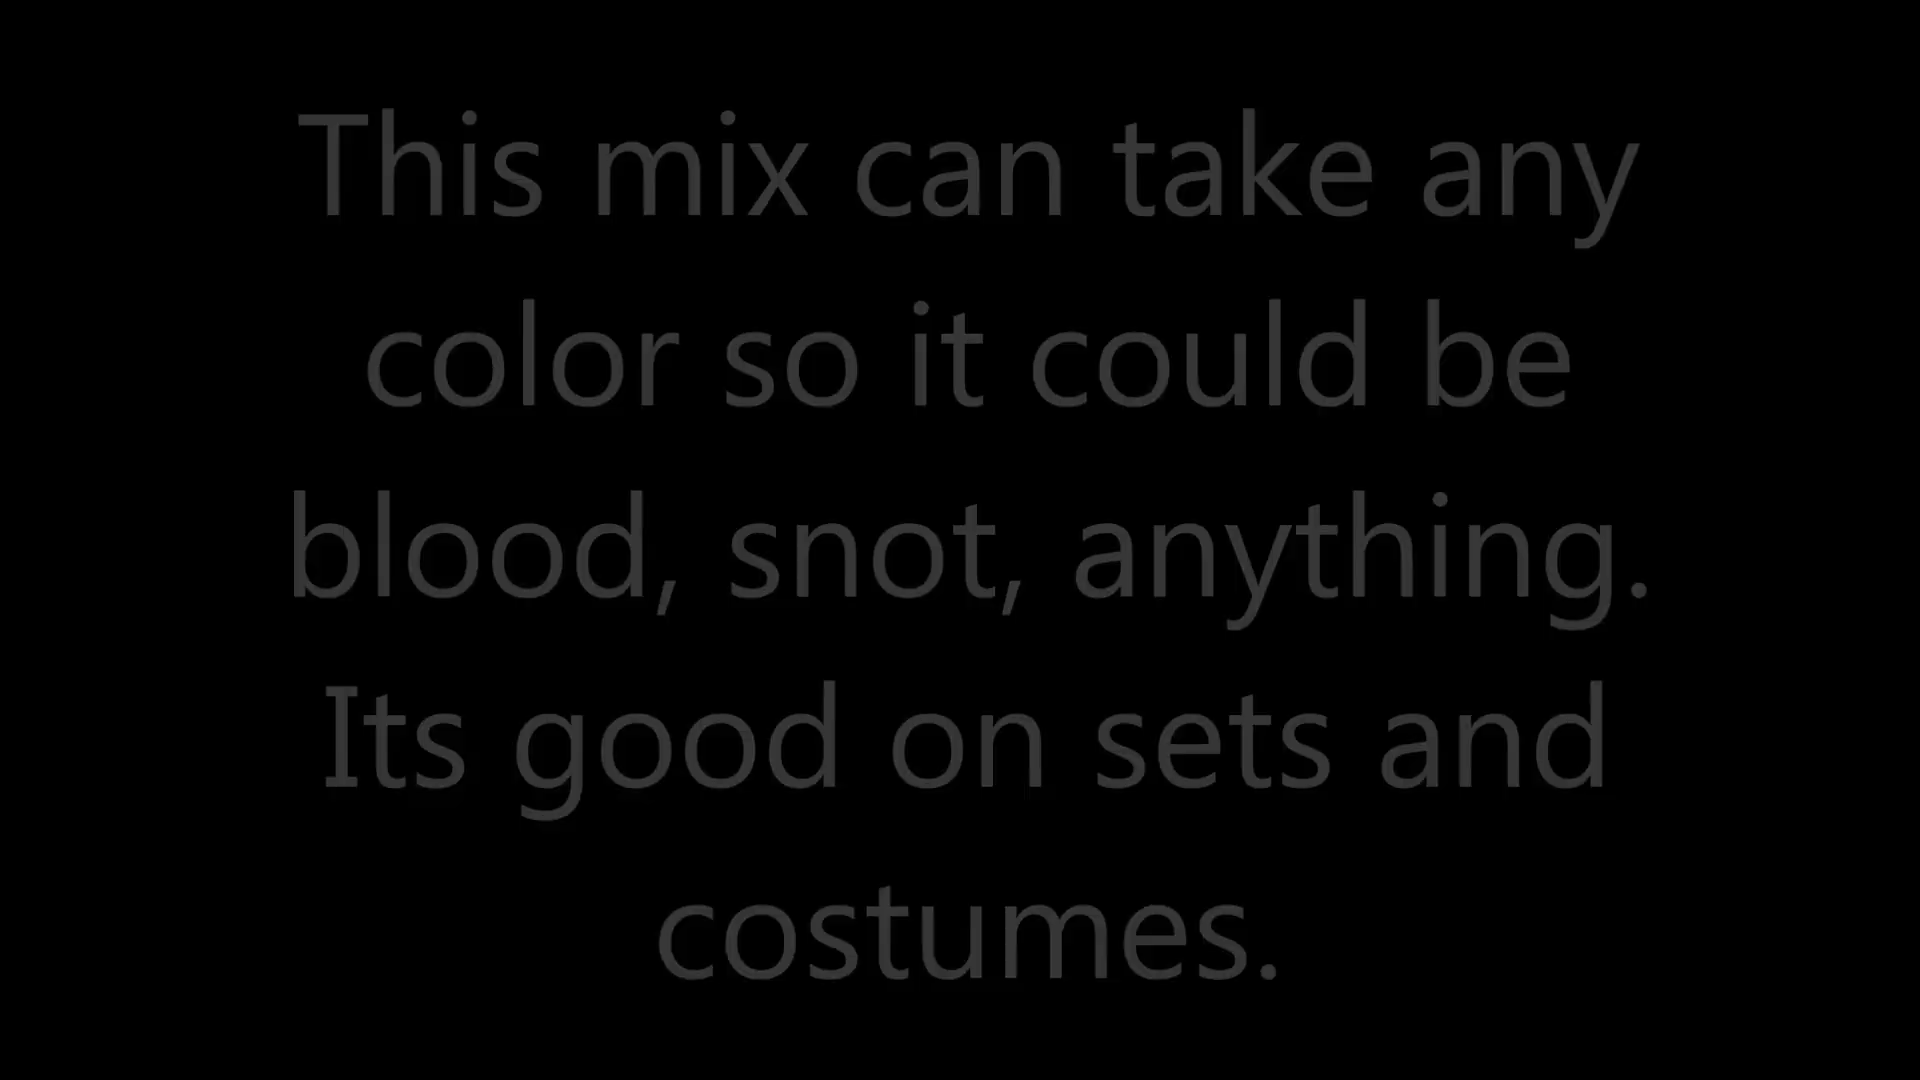 This mix can take any
color so it could be
blood, snot, anything.
Its good on sets and
costumes.